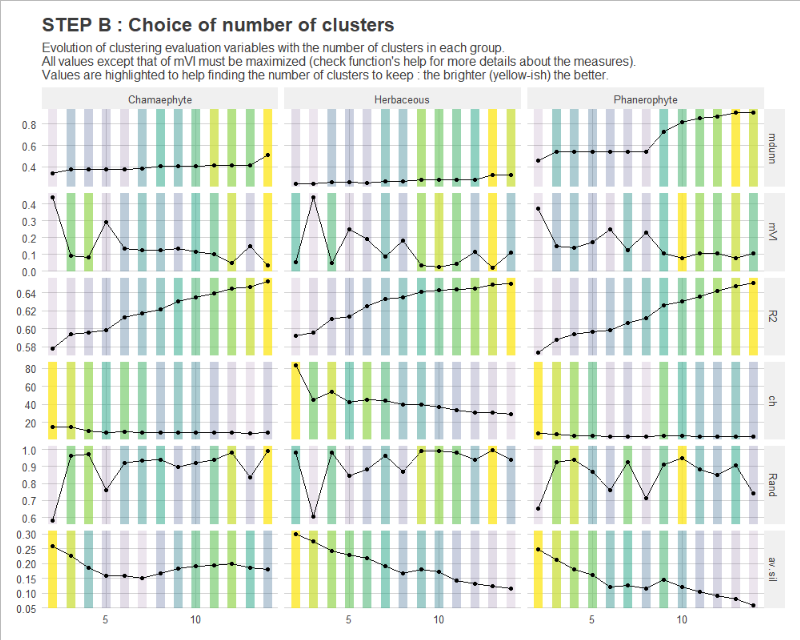 STEP B : Choice of number of clusters
Evolution of clustering evaluation variables with the number of clusters in each group.
All values except that of mVI must be maximized (check function's help for more details about the measures).
Values are highlighted to help finding the number of clusters to keep : the brighter (yellow-ish) the better.
Chamaephyte Herbaceous Phanerophyte
0.8
0.6
0.4
mdunn
0.4
0.3
0.2
0.1
0.0
mVI
0.64
0.62
0.60
0.58
R2
80
60
40
20
ch
1.0
0.9
0.8
0.7
0.6
Rand
0.30
0.25
0.20
0.15
0.10
0.05
av.sil
5 10 5 10 5 10